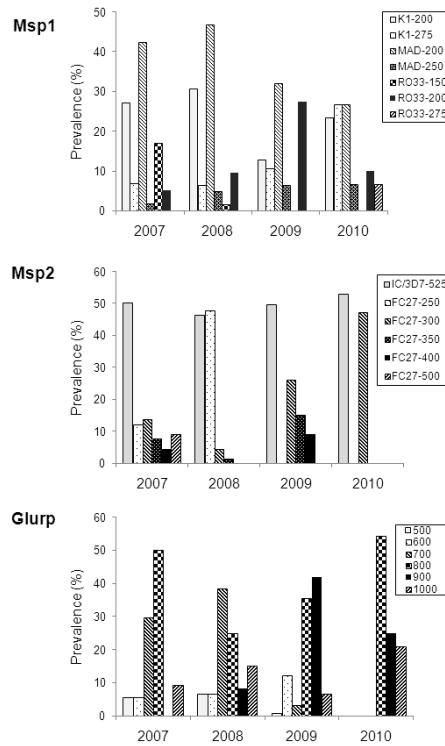 Msp1
Prevalence (%)
50
40
30
20
10
0
2007 2008 2009 2010
K1-200
K1-275
MAD-200
MAD-250
RO33-150
RO33-200
RO33-275
Msp2
Prevalence (%)
60
50
40
30
20
10
0
2007 2008 2009 2010
IC/3D7-525
FC27-250
FC27-300
FC27-350
FC27-400
FC27-500
Glurp
Prevalence (%)
60
50
40
30
20
10
0
2007 2008 2009 2010
500
600
700
800
900
1000